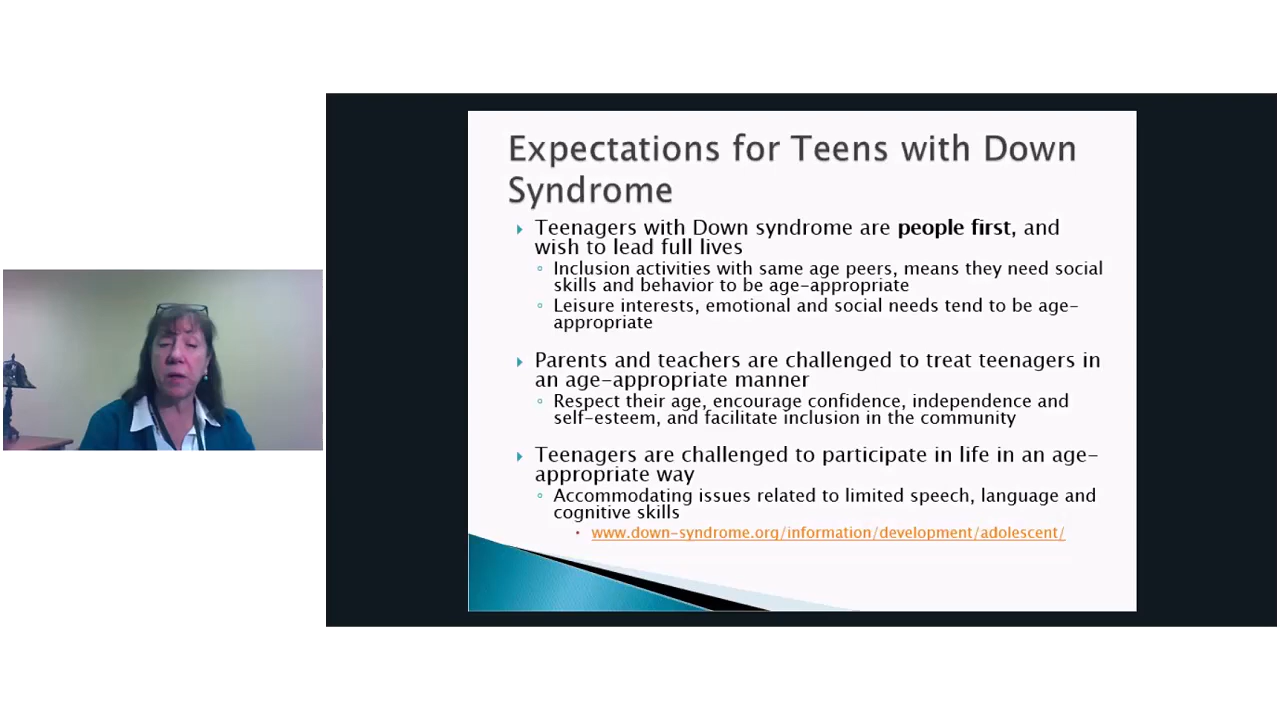 Expectations for Teens with Down
Syndrome
Teenagers with Down syndrome are people first, and
wish to lead full lives
Inclusion activities with same age peers, means they need social
skills and behavior to be age-appropriate
Leisure interests, emotional and social needs tend to be age-
appropriate
Parents and teachers are challenged to treat teenagers in
an age-appropriate manner
Respect their age, encourage confidence, independence and
self-esteem, and facilitate inclusion in the community
Teenagers are challenged to participate in life in an age-
appropriate way
Accommodating issues related to limited speech, language and
cognitive skills
www.down-syndrome.org/information/development/adolescent/